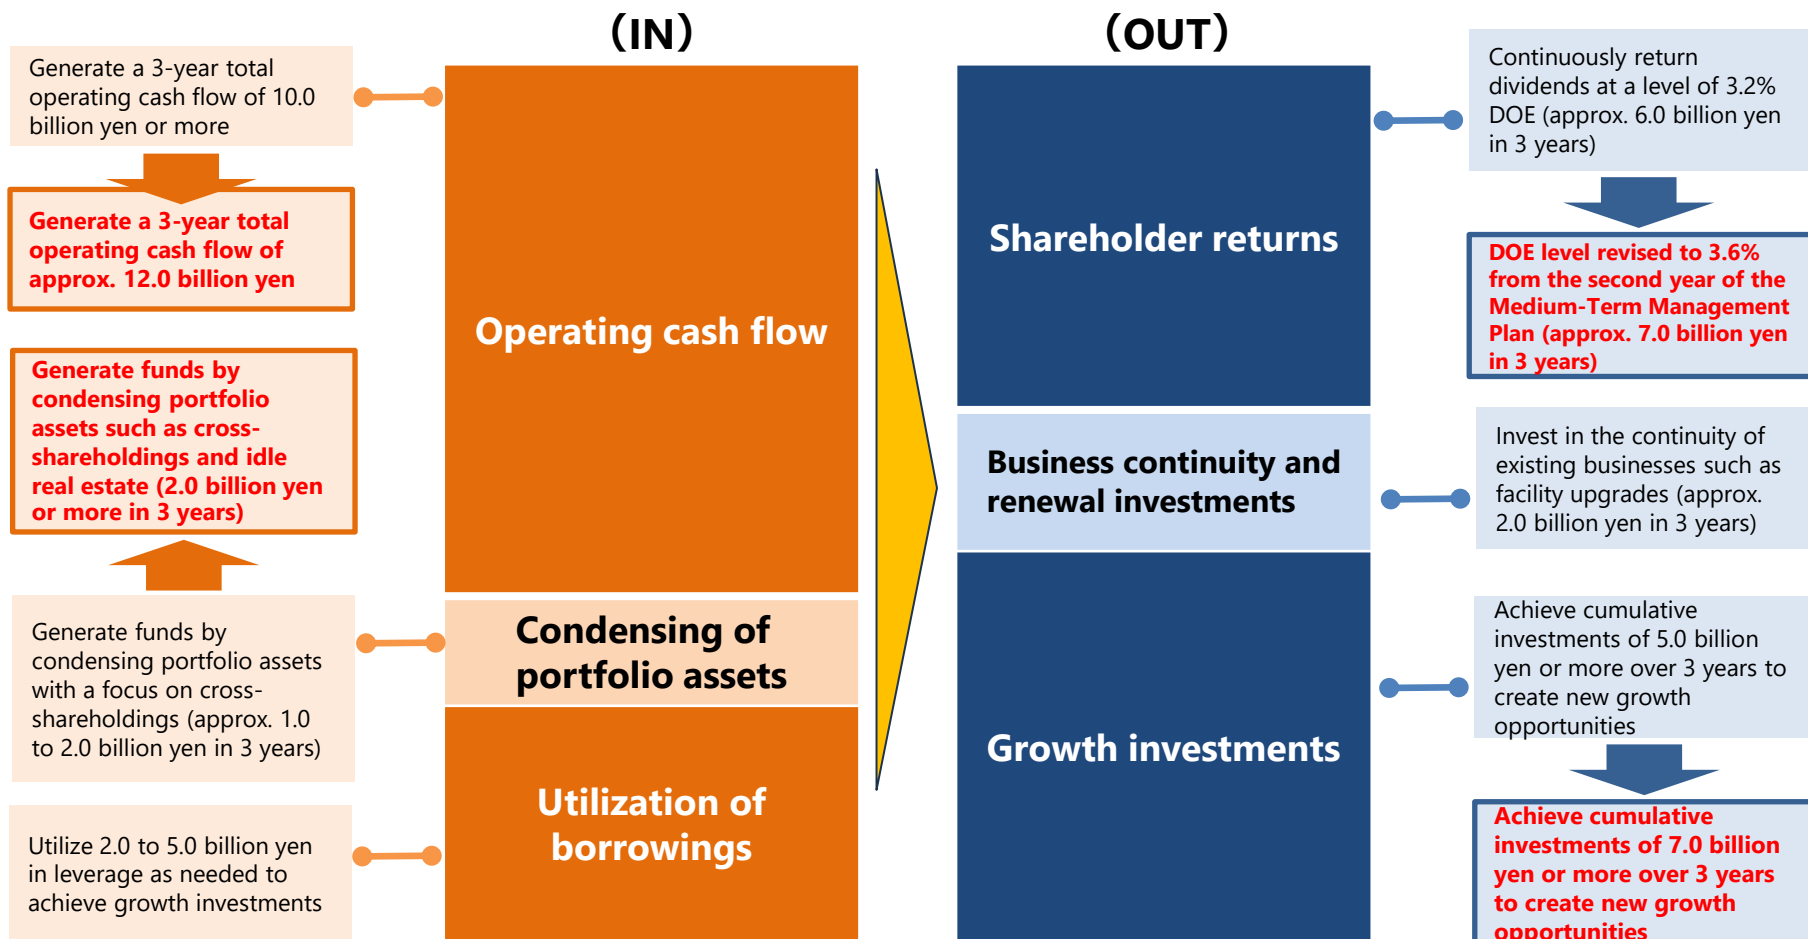 (IN)
Generate a 3-year total
operating cash flow of 10.0
billion yen or more
Generate a 3-year total
operating cash flow of
approx. 12.0 billion yen
Generate funds by
condensing portfolio
assets such as cross-
shareholdings and idle
real estate (2.0 billion yen
or more in 3 years)
Generate funds by
condensing portfolio assets
with a focus on cross-
shareholdings (approx. 1.0
to 2.0 billion yen in 3 years)
Utilize 2.0 to 5.0 billion yen
in leverage as needed to
achieve growth investments
Operating cash flow
Condensing of
portfolio assets
Utilization of
borrowings
(OUT)
Shareholder returns
Business continuity and
renewal investments
Growth investments
Continuously return
dividends at a level of 3.2%
DOE (approx. 6.0 billion yen
in 3 years)
DOE level revised to 3.6%
from the second year of the
Medium-Term Management
Plan (approx. 7.0 billion yen
in 3 years)
Invest in the continuity of
existing businesses such as
facility upgrades (approx.
2.0 billion yen in 3 years)
Achieve cumulative
investments of 5.0 billion
yen or more over 3 years to
create new growth
opportunities
Achieve cumulative
investments of 7.0 billion
yen or more over 3 years
to create new growth
opportunities